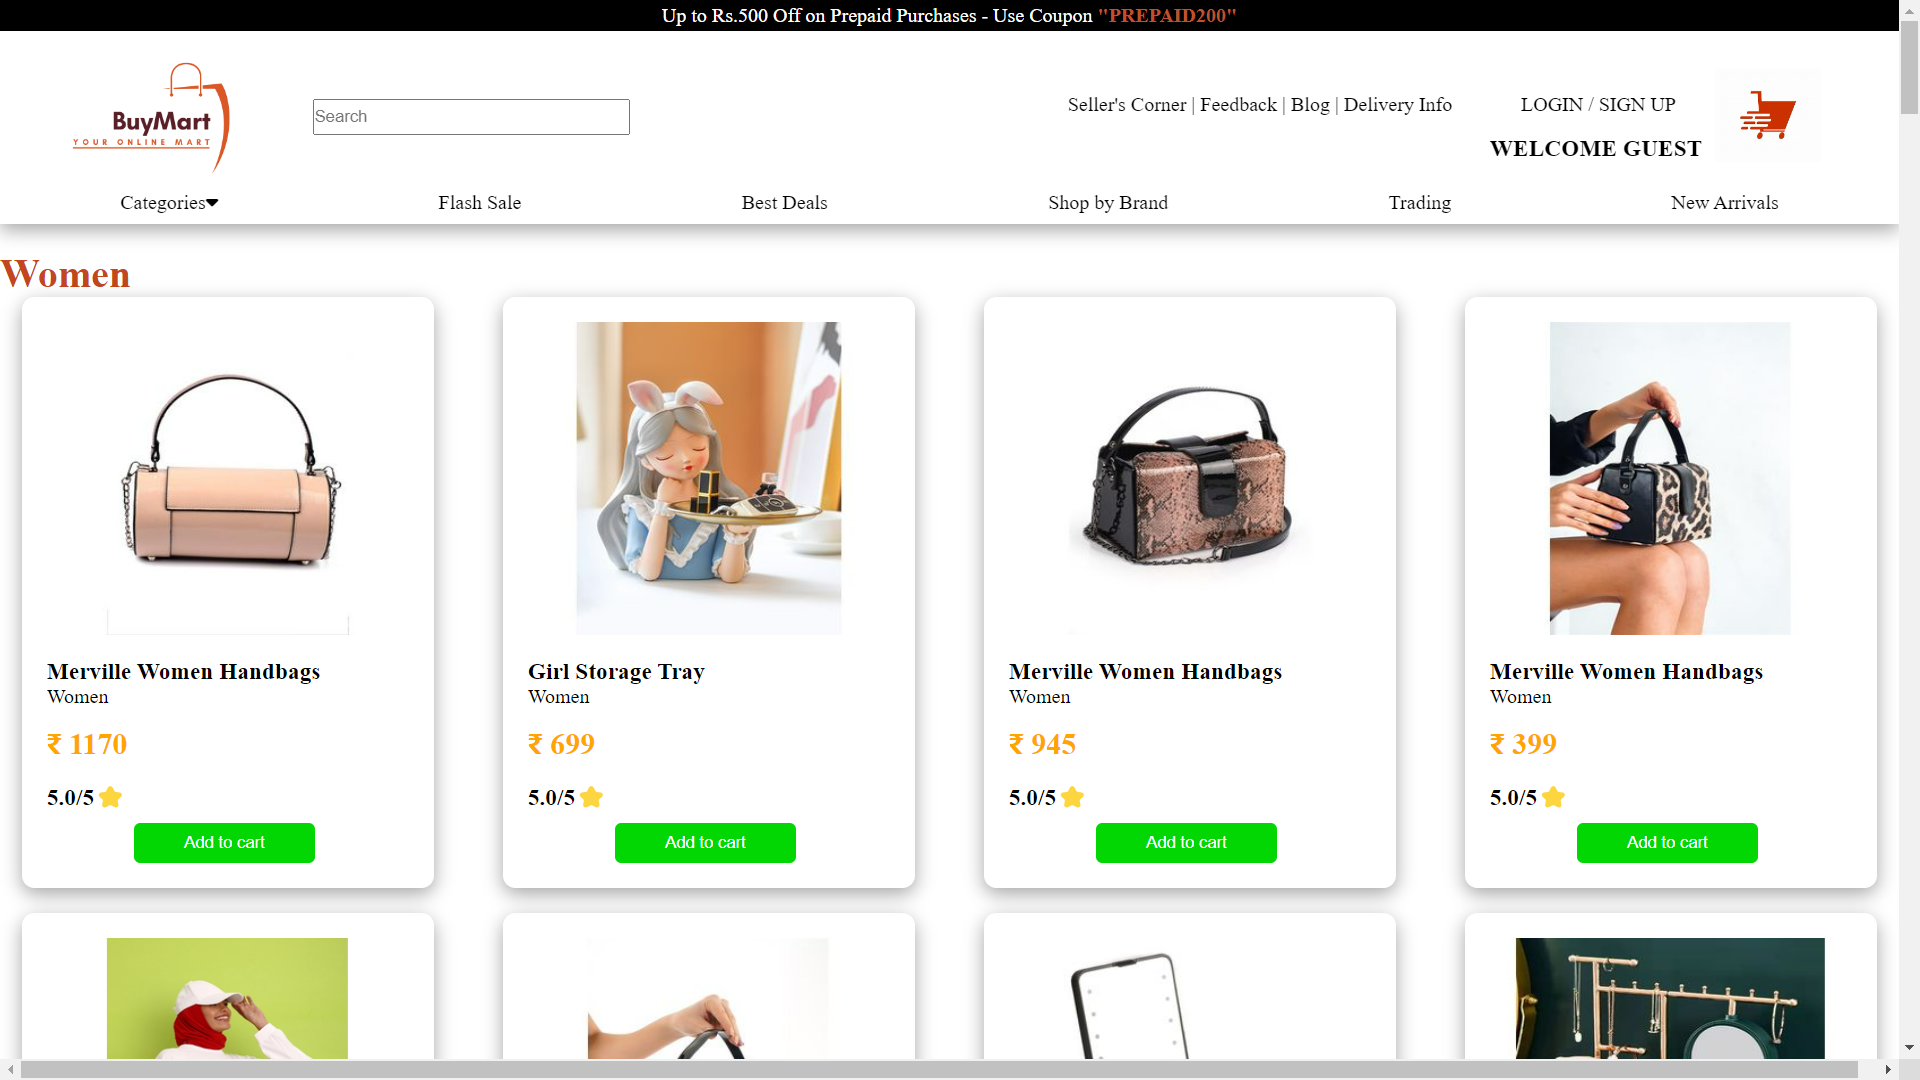 Up to Rs.500 Off on Prepaid Purchases - Use Coupon "PREPAID200"
BuyMart
YOUR ONLINE MART
Search
Seller's Corner | Feedback | Blog | Delivery Info
LOGIN / SIGN UP
WELCOME GUEST
Categories
Flash Sale
Best Deals
Shop by Brand
Trading
New Arrivals
Women
Merville Women Handbags
Women
₹ 1170
5.0/5
Add to cart
Girl Storage Tray
Women
₹ 699
5.0/5
Add to cart
Merville Women Handbags
Women
₹ 945
5.0/5
Add to cart
Merville Women Handbags
Women
₹ 399
5.0/5
Add to cart